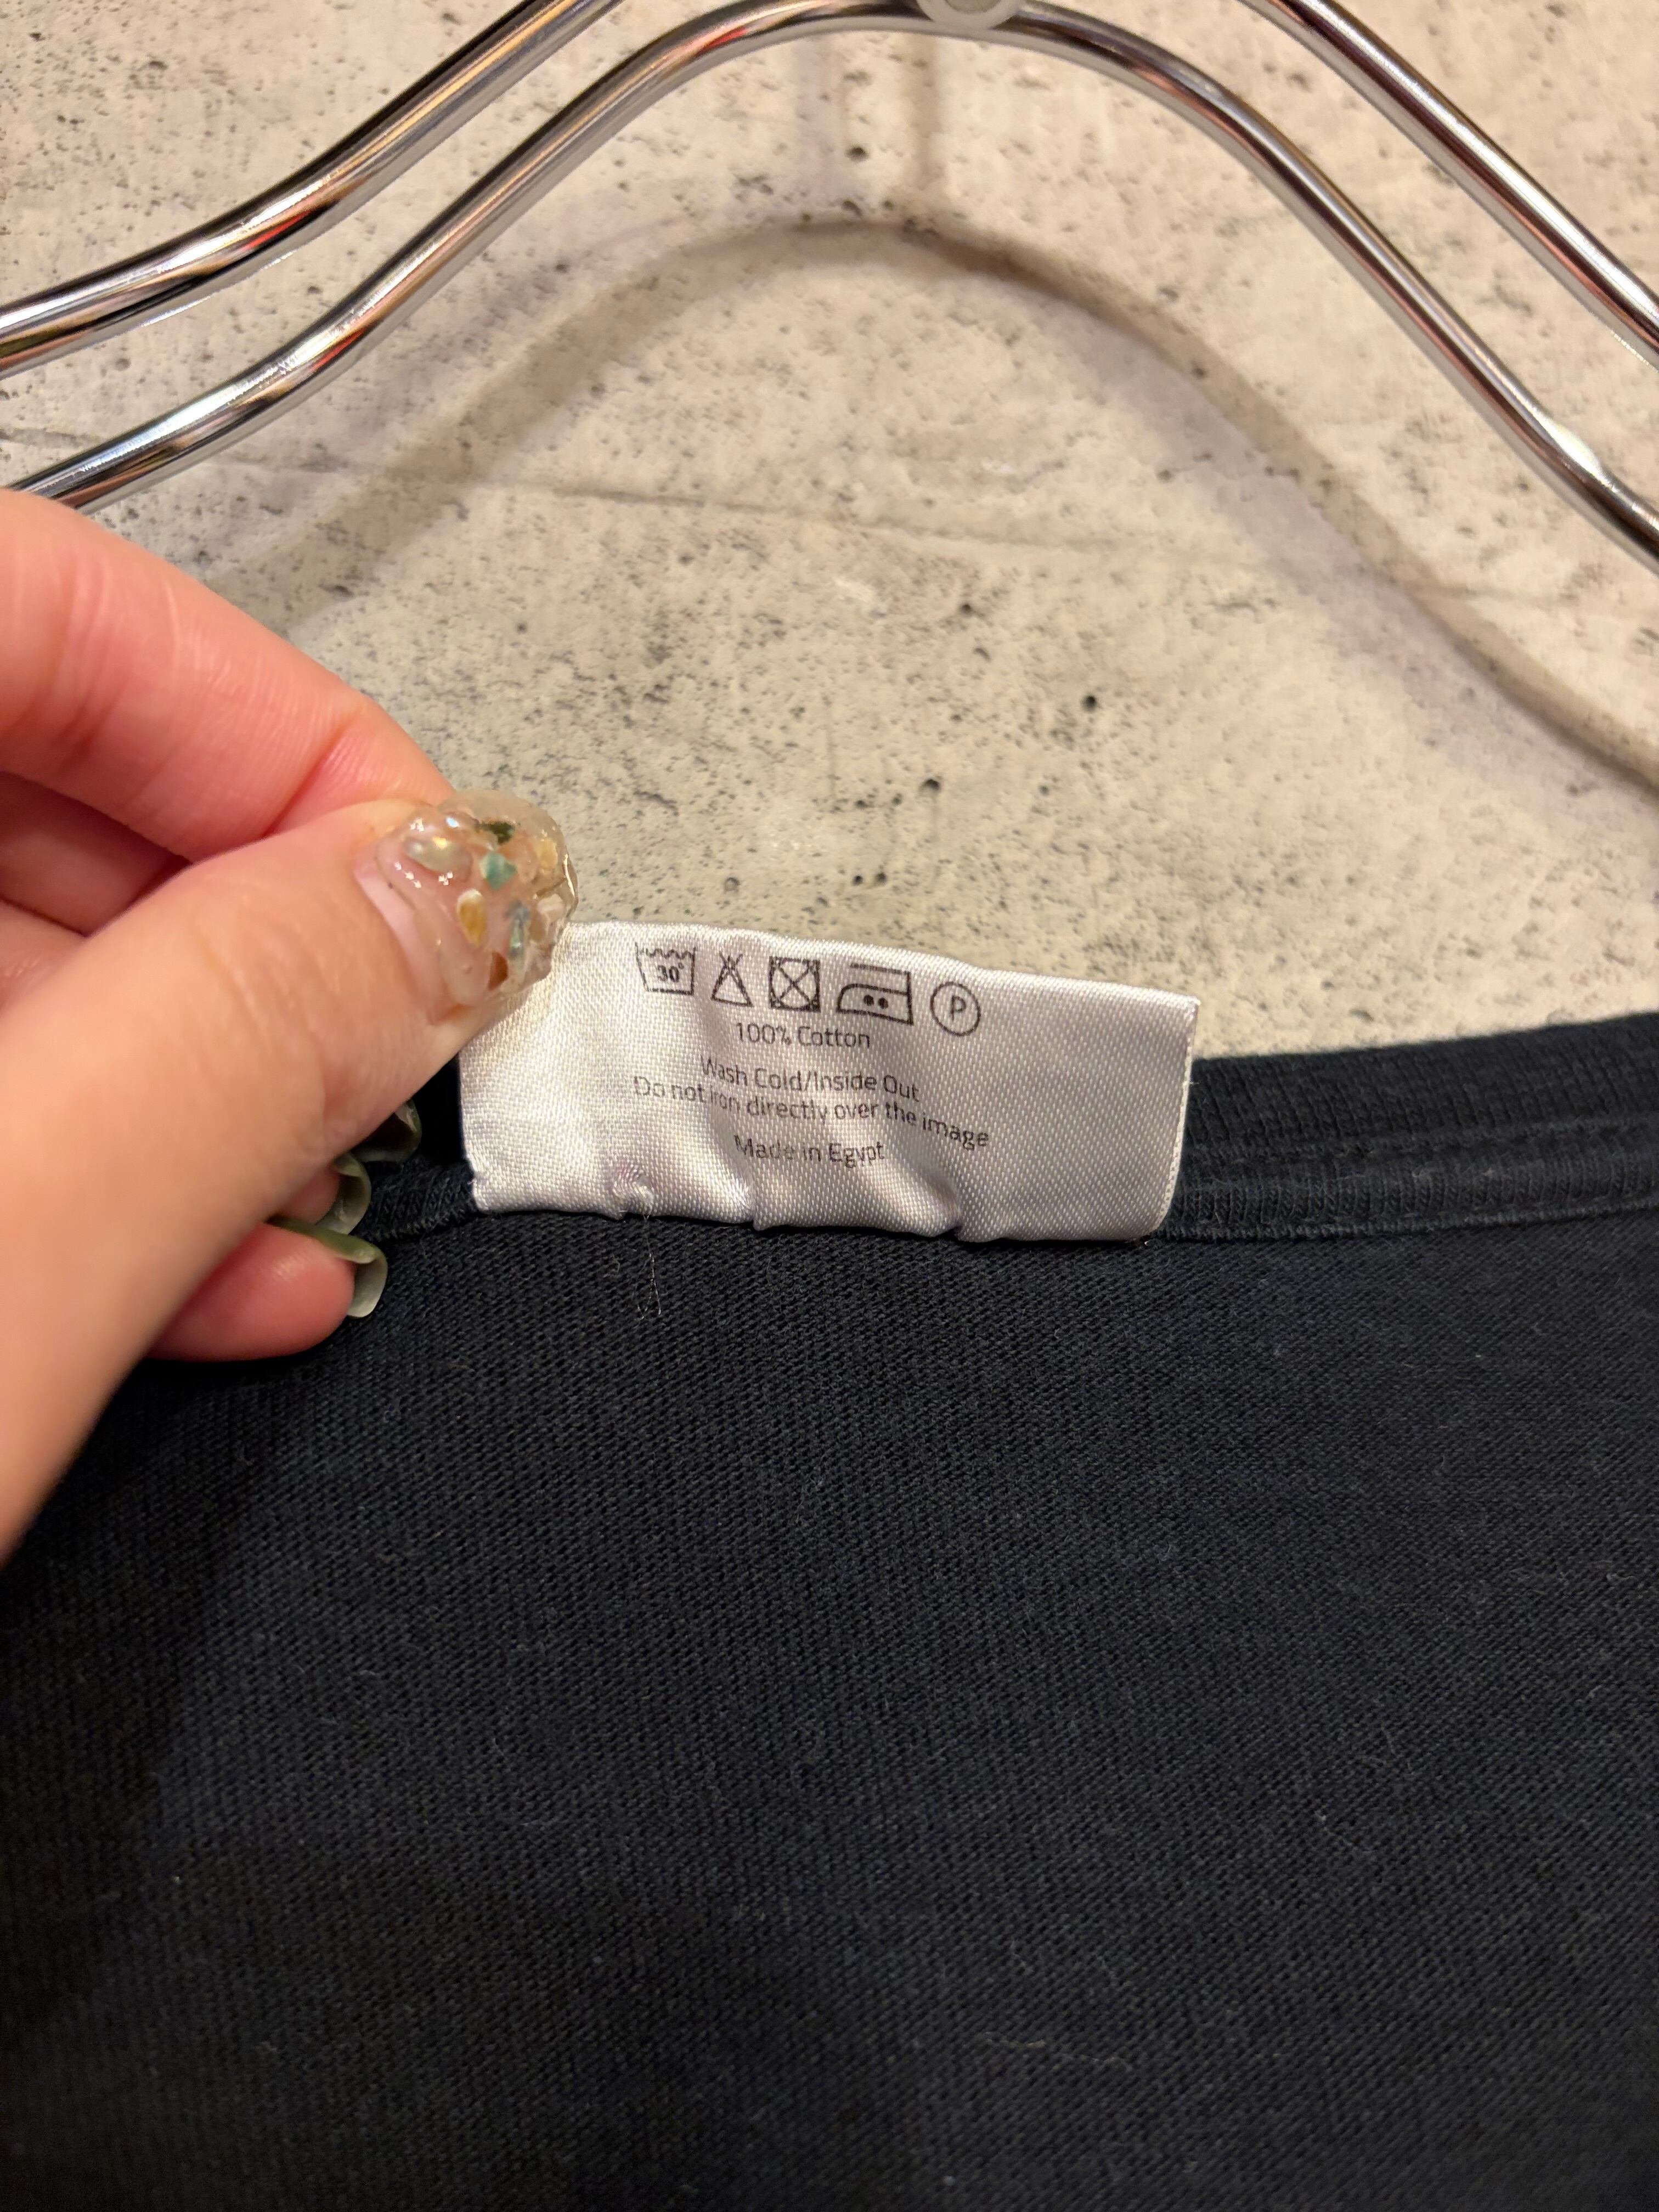 30°
P
100% Cotton
Wash Cold/Inside Out
Do not iron directly over the image
Made in Egypt